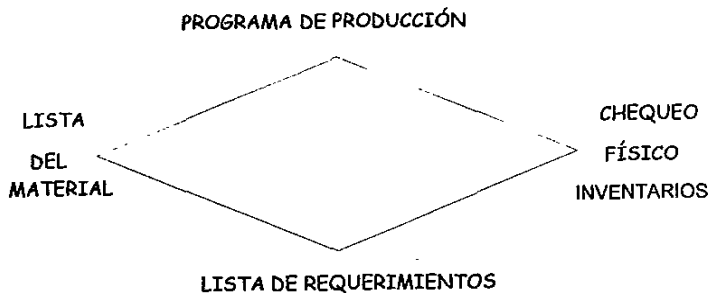 PROGRAMA DE PRODUCCIÓN
LISTA
DEL
MATERIAL
CHEQUEO
FÍSICO
INVENTARIOS
LISTA DE REQUERIMIENTOS